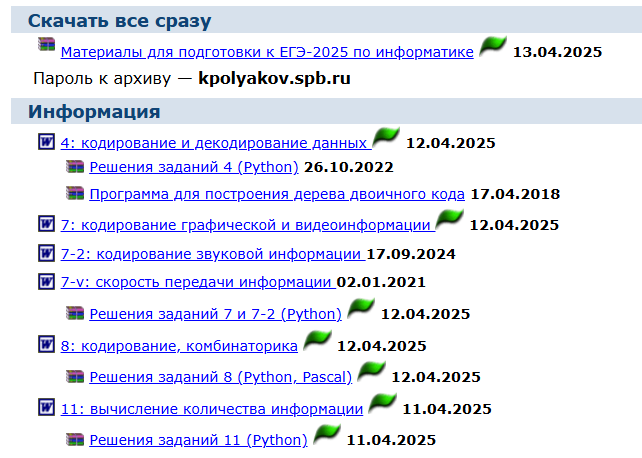 Скачать все сразу
Материалы для подготовки к ЕГЭ-2025 по информатике 13.04.2025
Пароль к архиву — kpolyakov.spb.ru
Информация
4: кодирование и декодирование данных 12.04.2025
Решения заданий 4 (Python) 26.10.2022
Программа для построения дерева двоичного кода 17.04.2018
7: кодирование графической и видеоинформации 12.04.2025
7-2: кодирование звуковой информации 17.09.2024
7-v: скорость передачи информации 02.01.2021
Решения заданий 7 и 7-2 (Python) 12.04.2025
8: кодирование, комбинаторика 12.04.2025
Решения заданий 8 (Python, Pascal) 12.04.2025
11: вычисление количества информации 11.04.2025
Решения заданий 11 (Python) 11.04.2025